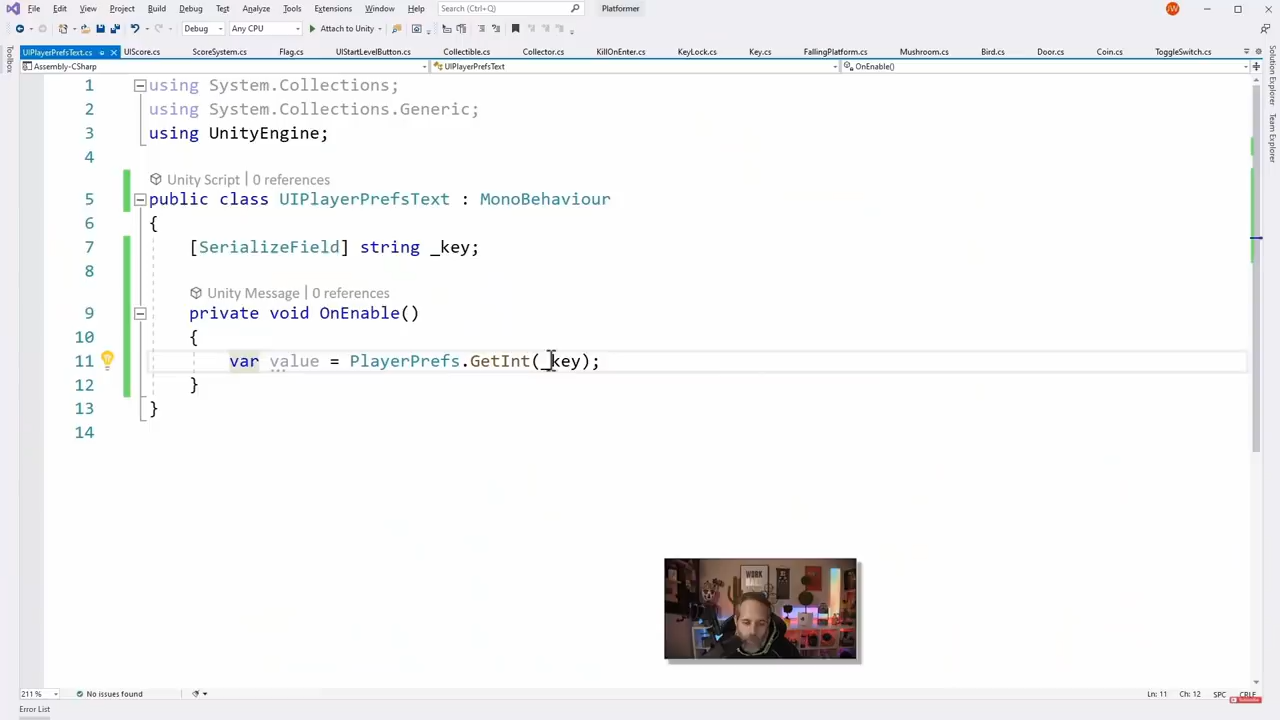 File Edit View Project Build Debug Test Analyze Tools Extensions Window Help Search (Ctrl+Q) Platformer
Debug Any CPU Attach to Unity
UIPlayerPrefsText.cs UIScore.cs ScoreSystem.cs Flag.cs UIStartLevelButton.cs Collectible.cs Collector.cs KillOnEnter.cs KeyLock.cs Key.cs FallingPlatform.cs Mushroom.cs Bird.cs Door.cs Coin.cs ToggleSwitch.cs
Assembly-CSharp UIPlayerPrefsText OnEnable()
Toolbox
Solution Explorer
Team Explorer
1 using System.Collections;
2 using System.Collections.Generic;
3 using UnityEngine;
4
Unity Script | 0 references
5 public class UIPlayerPrefsText : MonoBehaviour
6 {
7 [SerializeField] string _key;
8
Unity Message | 0 references
9 private void OnEnable()
10 {
11 var value = PlayerPrefs.GetInt(_key);
12 }
13 }
14
WORK
211 % No issues found Ln: 11 Ch: 12 SPC CRLF
Error List